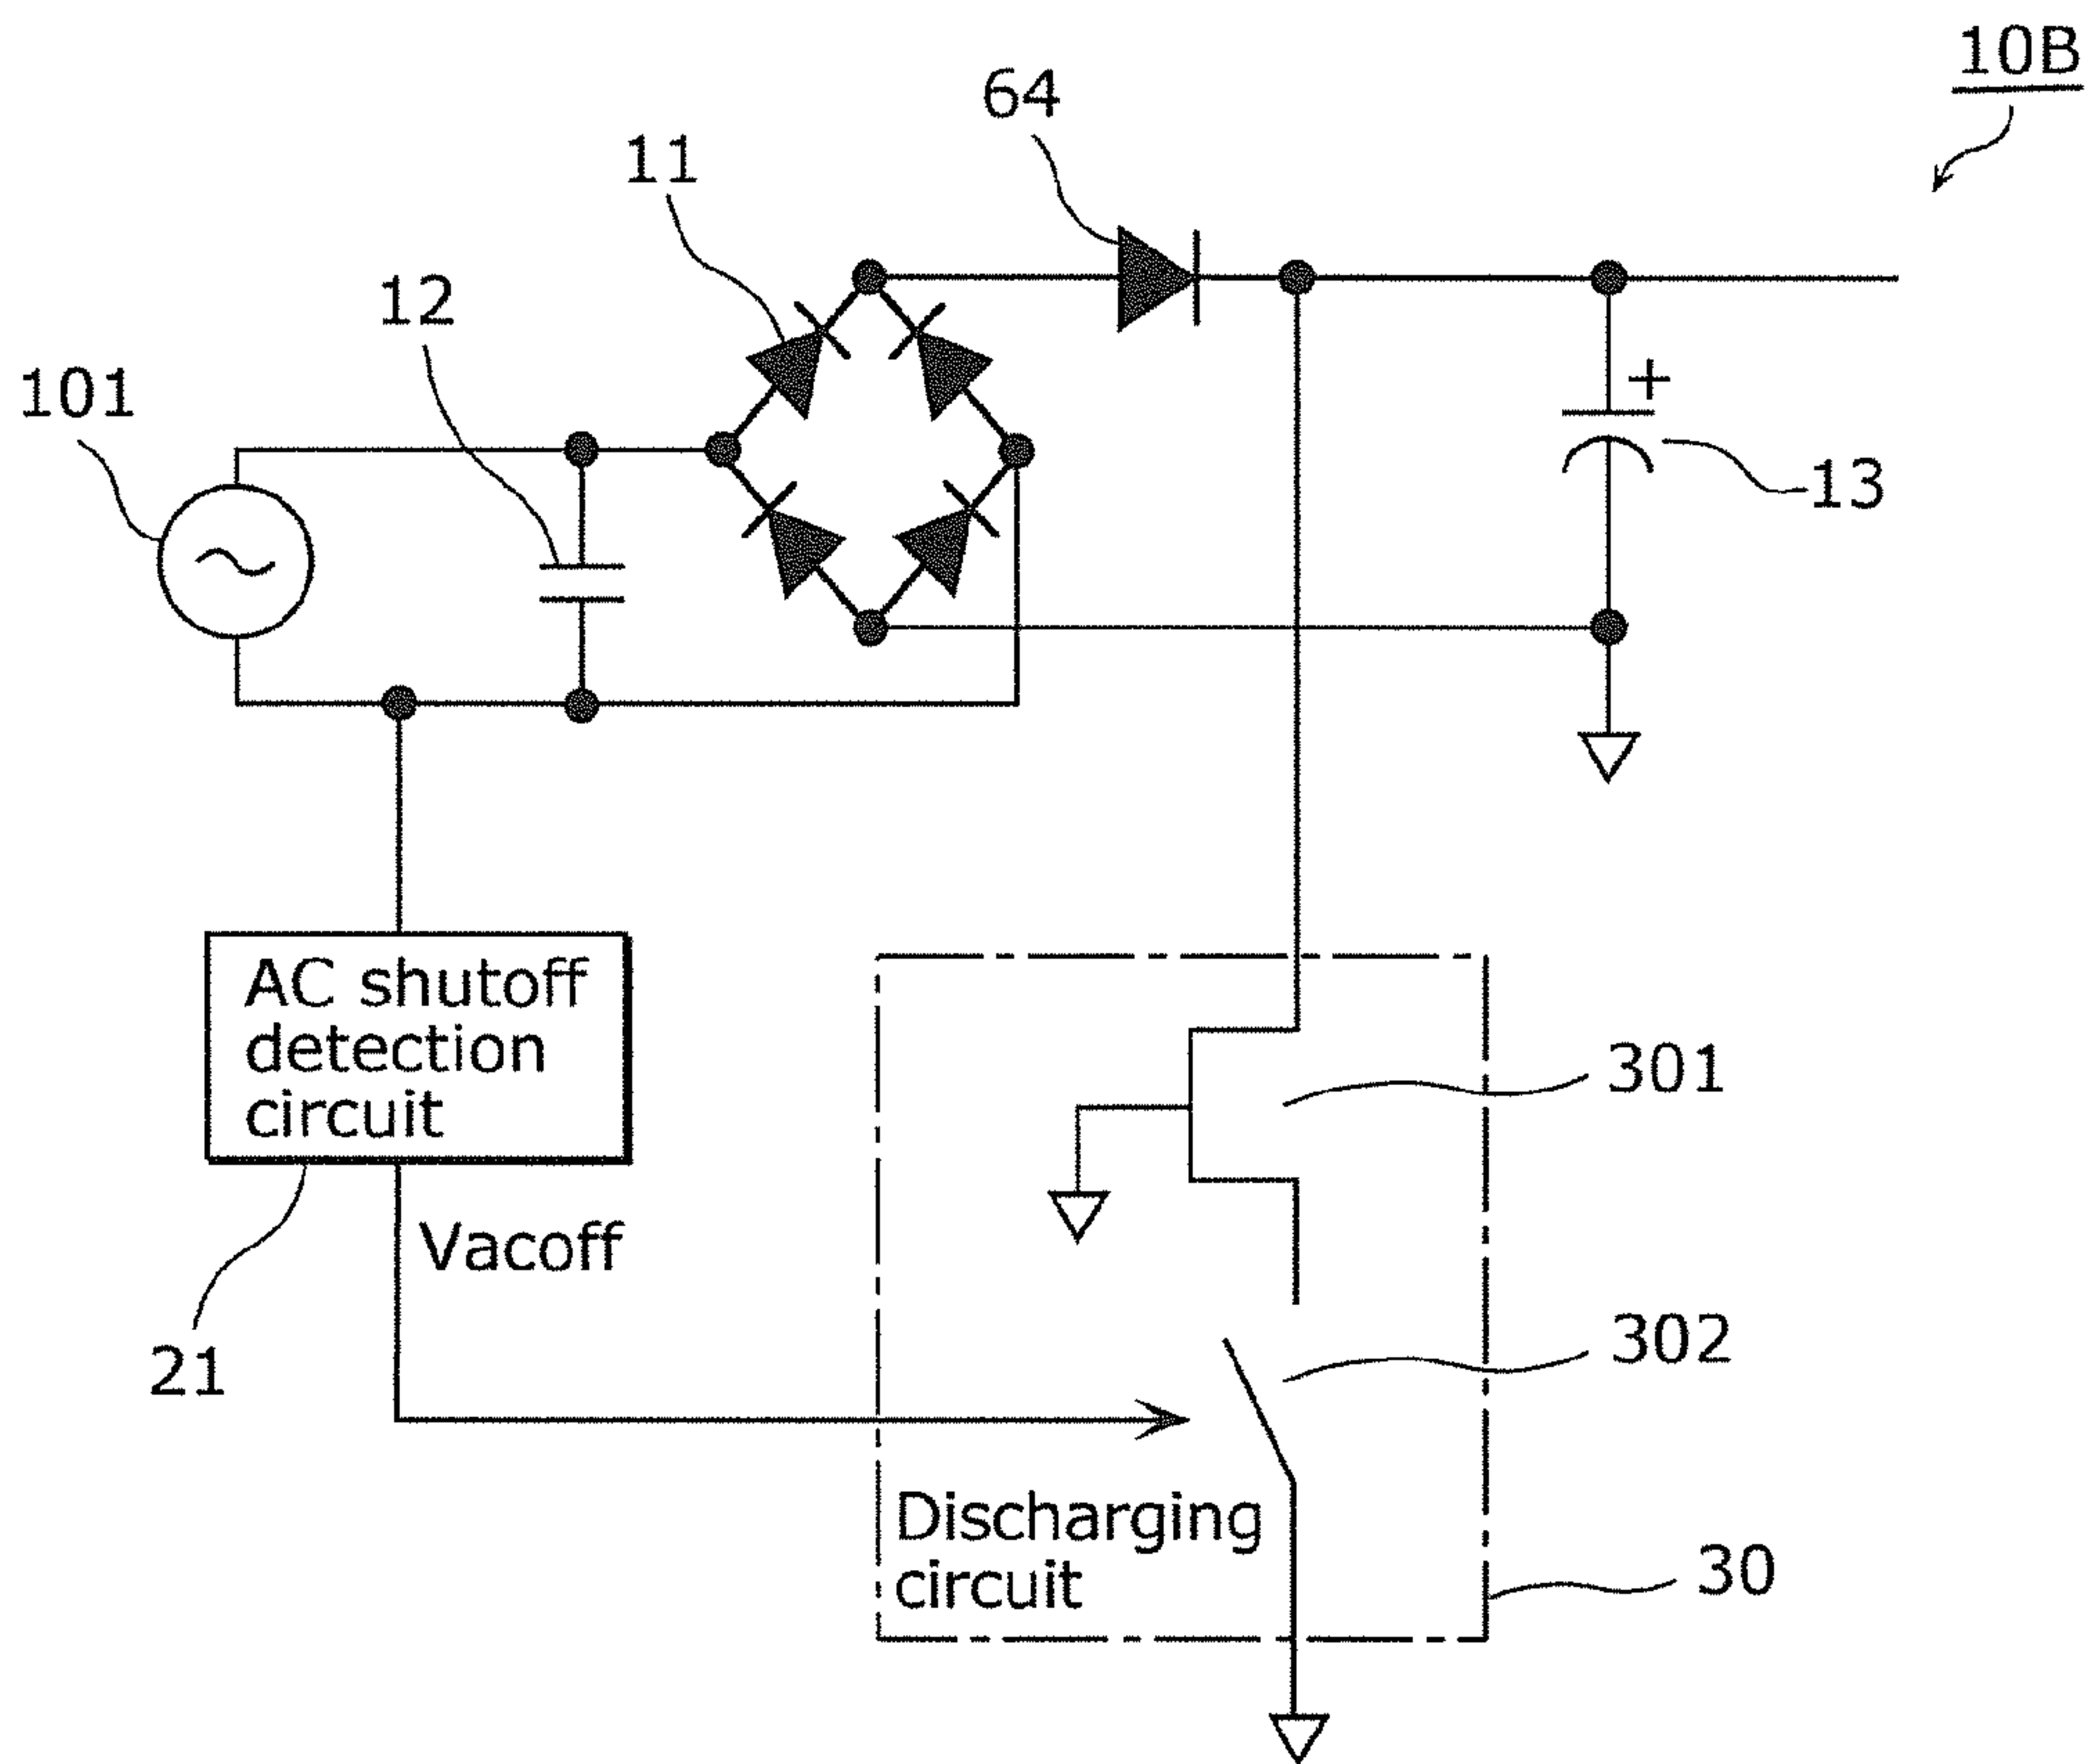 10B
64
11
12
101
+
13
AC shutoff
detection
circuit
301
Vacoff
302
21
Discharging
circuit
30